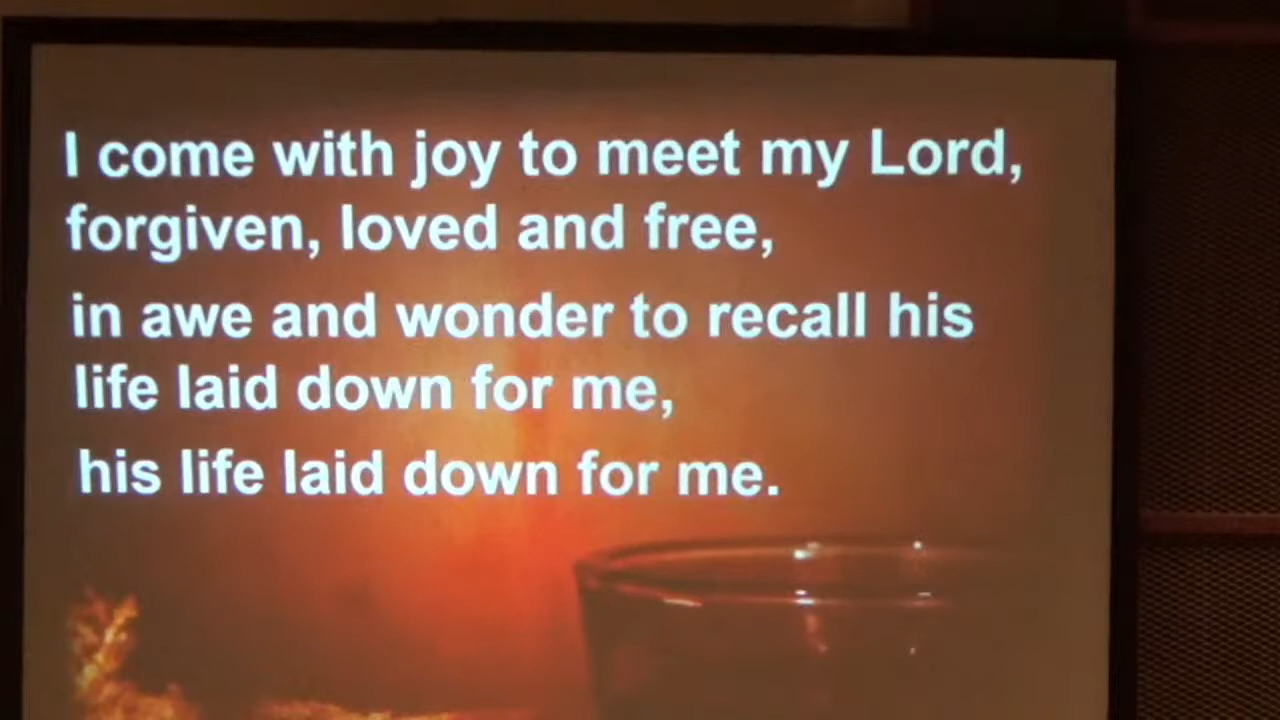 I come with joy to meet my Lord,
forgiven, loved and free,
in awe and wonder to recall his
life laid down for me,
his life laid down for me.